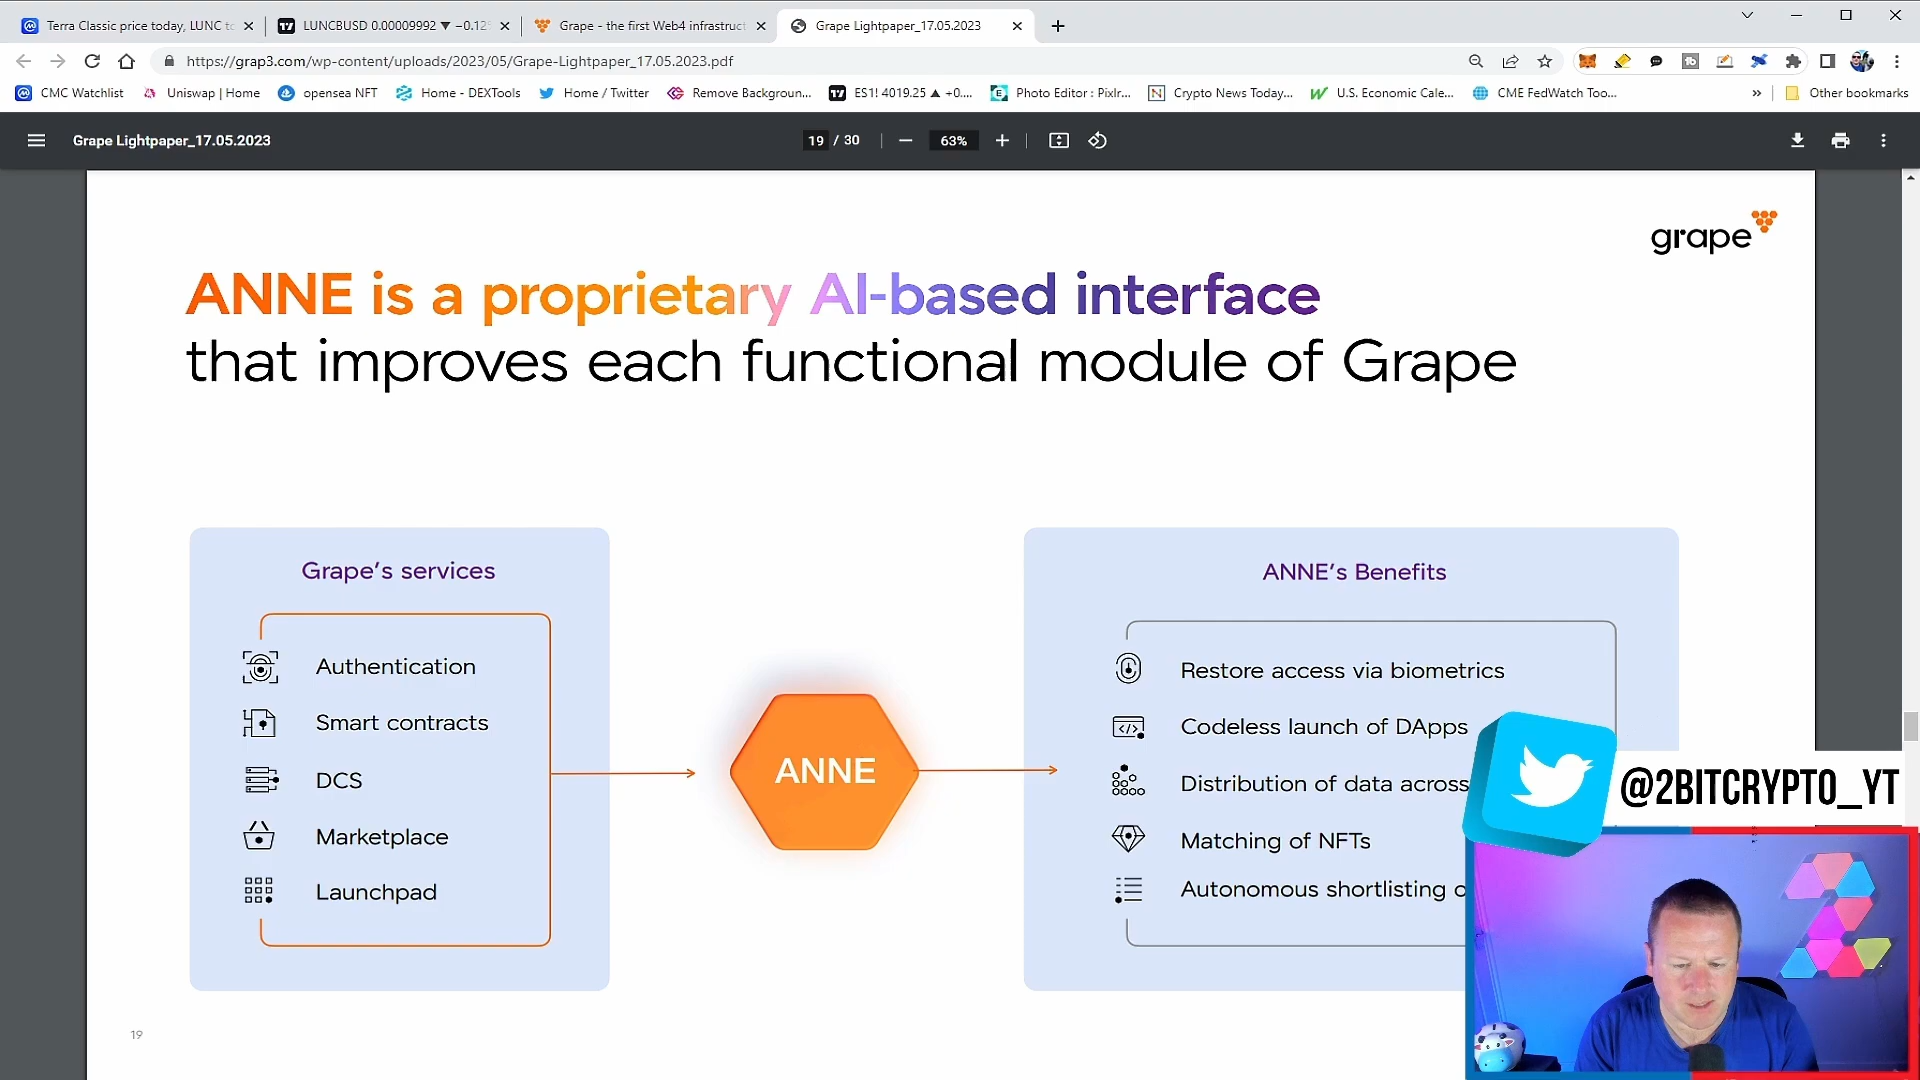 Terra Classic price today, LUNC to
LUNCBUSD 0.00009992 ▼ −0.12
Grape - the first Web4 infrastruct
Grape Lightpaper_17.05.2023
https://grap3.com/wp-content/uploads/2023/05/Grape-Lightpaper_17.05.2023.pdf
CMC Watchlist
Uniswap | Home
opensea NFT
Home - DEXTools
Home / Twitter
Remove Backgroun...
ES1! 4019.25 ▲ +0....
Photo Editor : Pixlr...
Crypto News Today...
U.S. Economic Cale...
CME FedWatch Too...
»
Other bookmarks
Grape Lightpaper_17.05.2023
19 / 30
63%
grape
ANNE is a proprietary AI-based interface
that improves each functional module of Grape
Grape's services
Authentication
Smart contracts
DCS
Marketplace
Launchpad
ANNE
ANNE's Benefits
Restore access via biometrics
Codeless launch of DApps
Distribution of data across
Matching of NFTs
Autonomous shortlisting o
@2BITCRYPTO_YT
19